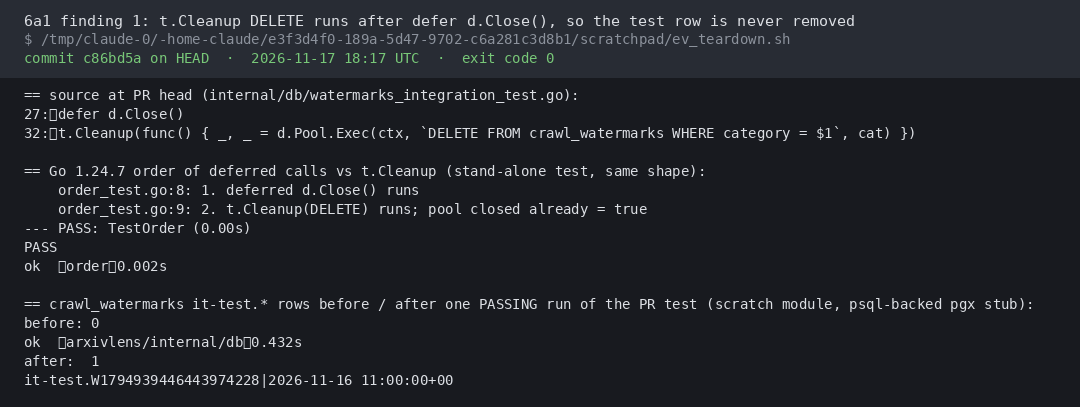 6a1 finding 1: t.Cleanup DELETE runs after defer d.Close(), so the test row is never removed
$ /tmp/claude-0/-home-claude/e3f3d4f0-189a-5d47-9702-c6a281c3d8b1/scratchpad/ev_teardown.sh
commit c86bd5a on HEAD · 2026-11-17 18:17 UTC · exit code 0
== source at PR head (internal/db/watermarks_integration_test.go):
27:▯defer d.Close()
32:▯t.Cleanup(func() { _, _ = d.Pool.Exec(ctx, `DELETE FROM crawl_watermarks WHERE category = $1`, cat) })
== Go 1.24.7 order of deferred calls vs t.Cleanup (stand-alone test, same shape):
order_test.go:8: 1. deferred d.Close() runs
order_test.go:9: 2. t.Cleanup(DELETE) runs; pool closed already = true
--- PASS: TestOrder (0.00s)
PASS
ok ▯order▯0.002s
== crawl_watermarks it-test.* rows before / after one PASSING run of the PR test (scratch module, psql-backed pgx stub):
before: 0
ok ▯arxivlens/internal/db▯0.432s
after: 1
it-test.W1794939446443974228|2026-11-16 11:00:00+00